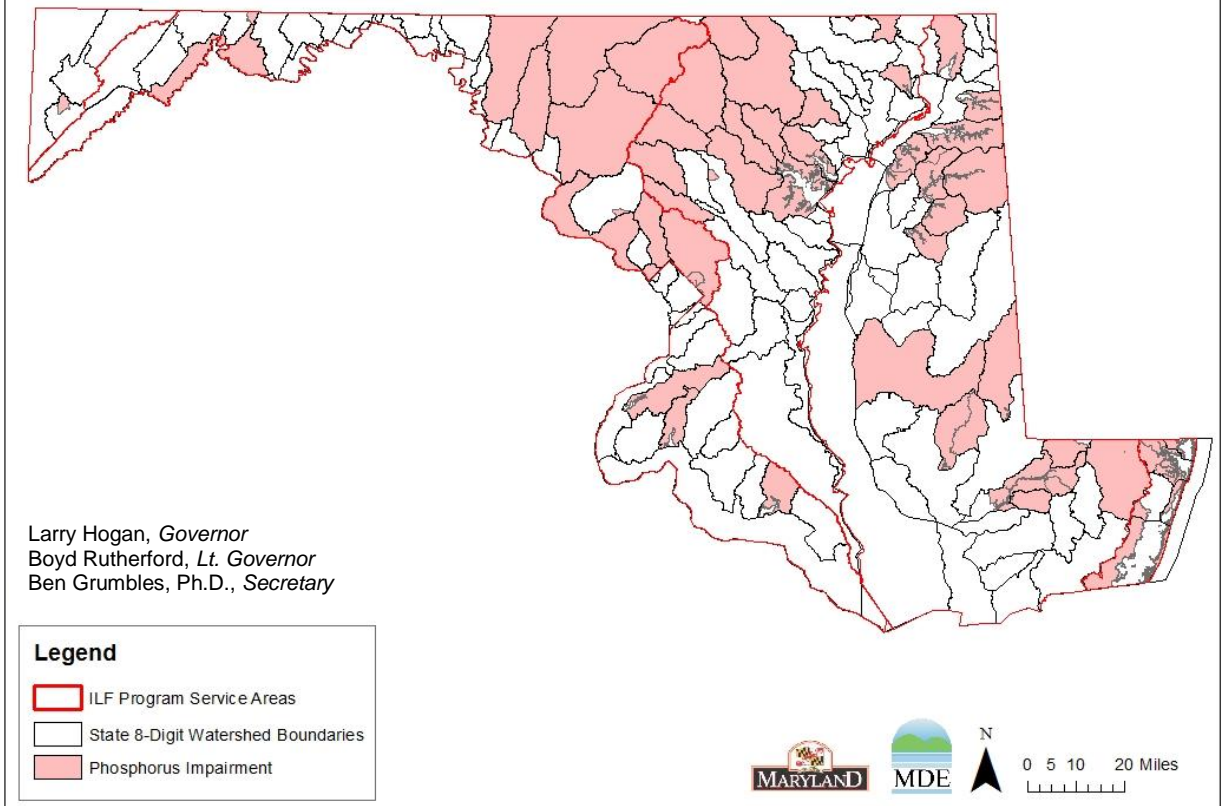 Larry Hogan, Governor
Boyd Rutherford, Lt. Governor
Ben Grumbles, Ph.D., Secretary
Legend
ILF Program Service Areas
State 8-Digit Watershed Boundaries
Phosphorus Impairment
MARYLAND
MDE
N
0 5 10 20 Miles